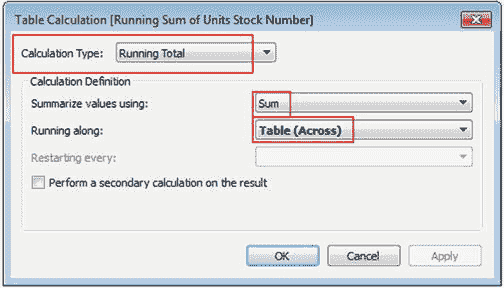 Table Calculation [Running Sum of Units Stock Number]
Calculation Type: Running Total
Calculation Definition
Summarize values using: Sum
Running along: Table (Across)
Restarting every:
Perform a secondary calculation on the result
OK Cancel Apply